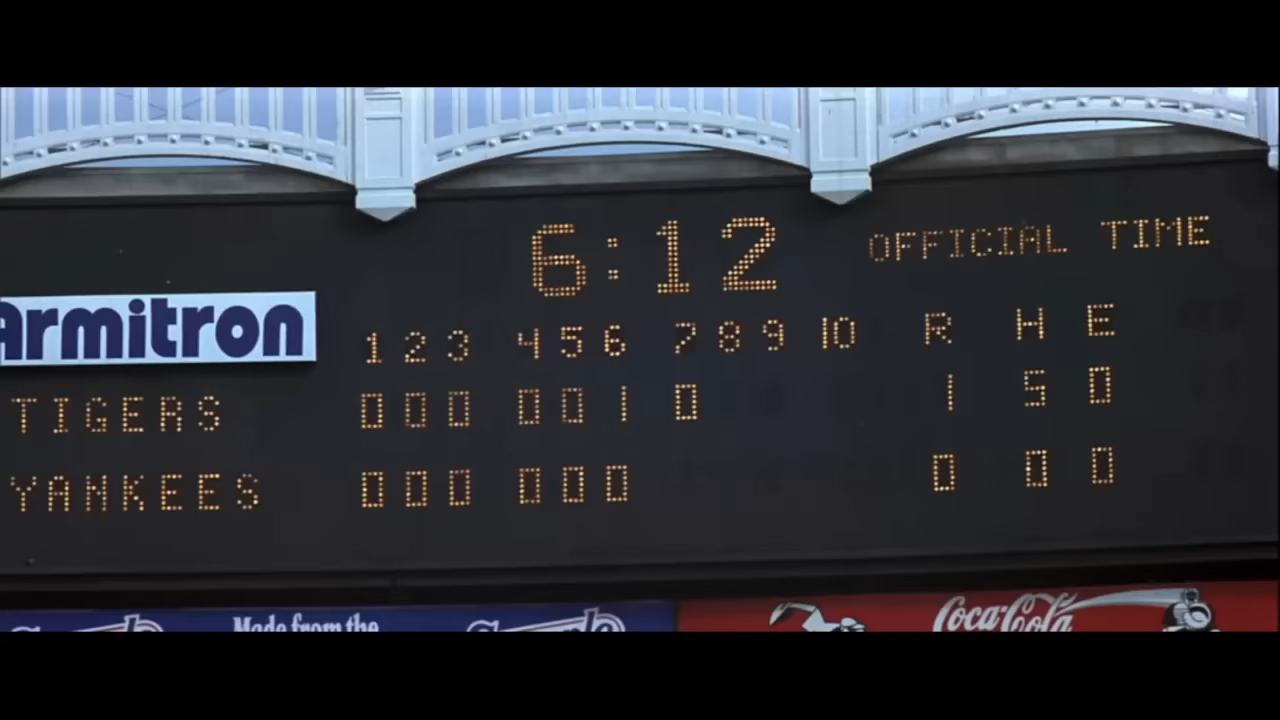 6:12 OFFICIAL TIME
Armitron
1 2 3 4 5 6 7 8 9 10 R H E
TIGERS 0 0 0 0 0 1 0 1 5 0
YANKEES 0 0 0 0 0 0 0 0 0
Made from the
Coca-Cola